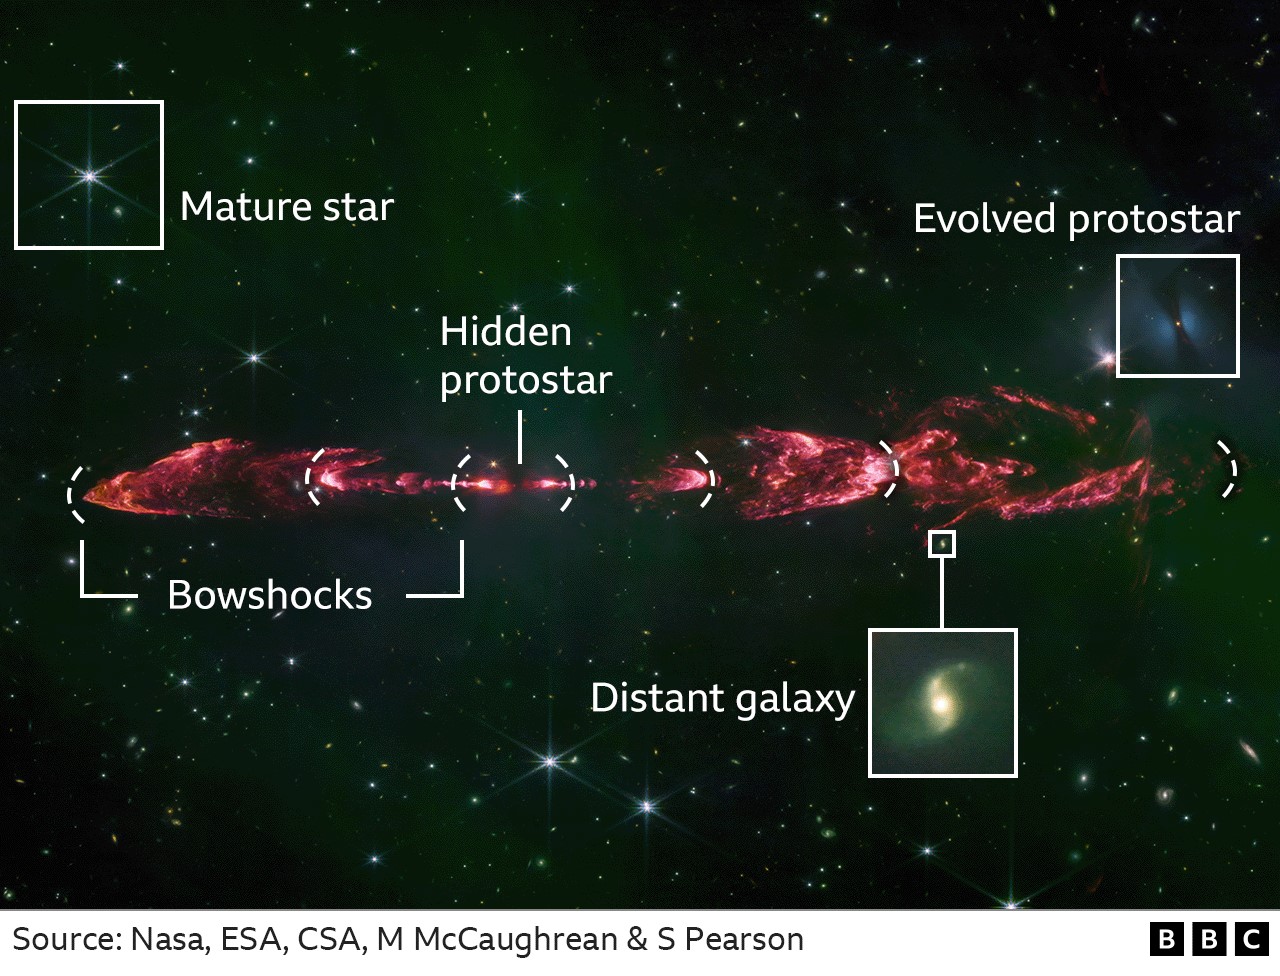 Mature star
Evolved protostar
Hidden
protostar
Bowshocks
Distant galaxy
Source: Nasa, ESA, CSA, M McCaughrean & S Pearson
BBC